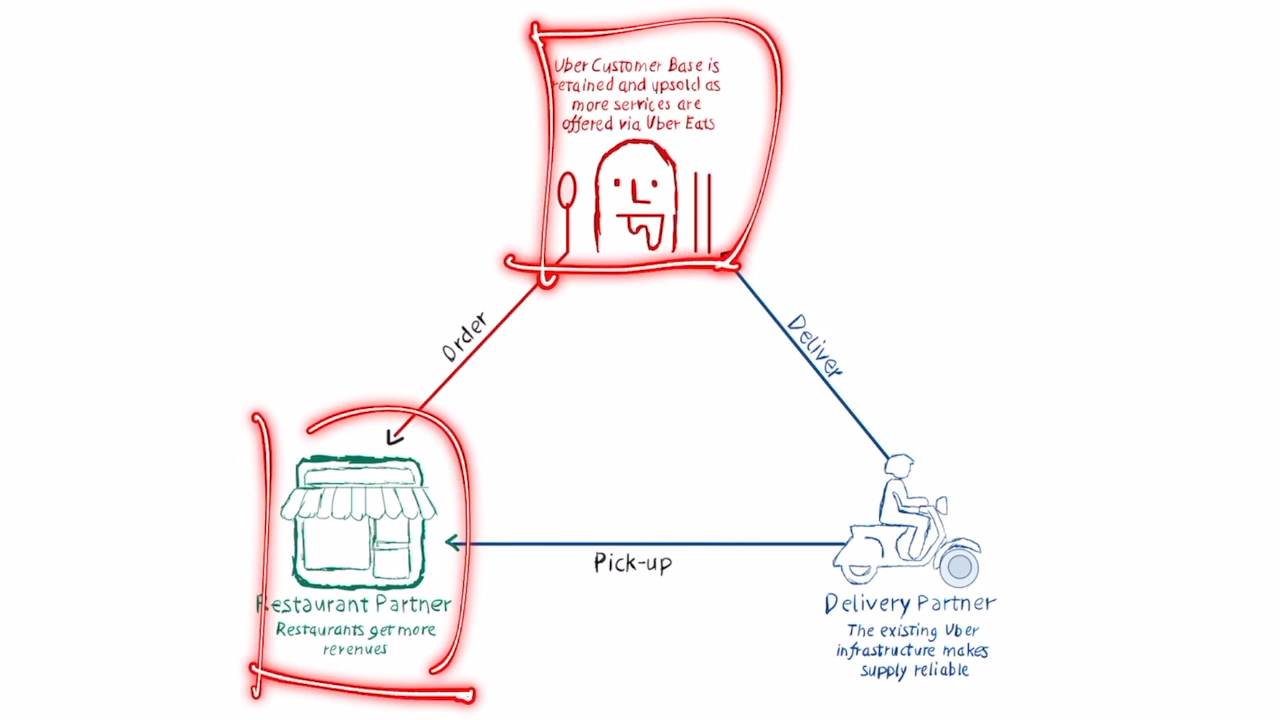 Uber Customer Base is
retained and upsold as
more services are
offered via Uber Eats
Order
Deliver
Pick-up
Restaurant Partner
Restaurants get more
revenues
Delivery Partner
The existing Uber
infrastructure makes
supply reliable